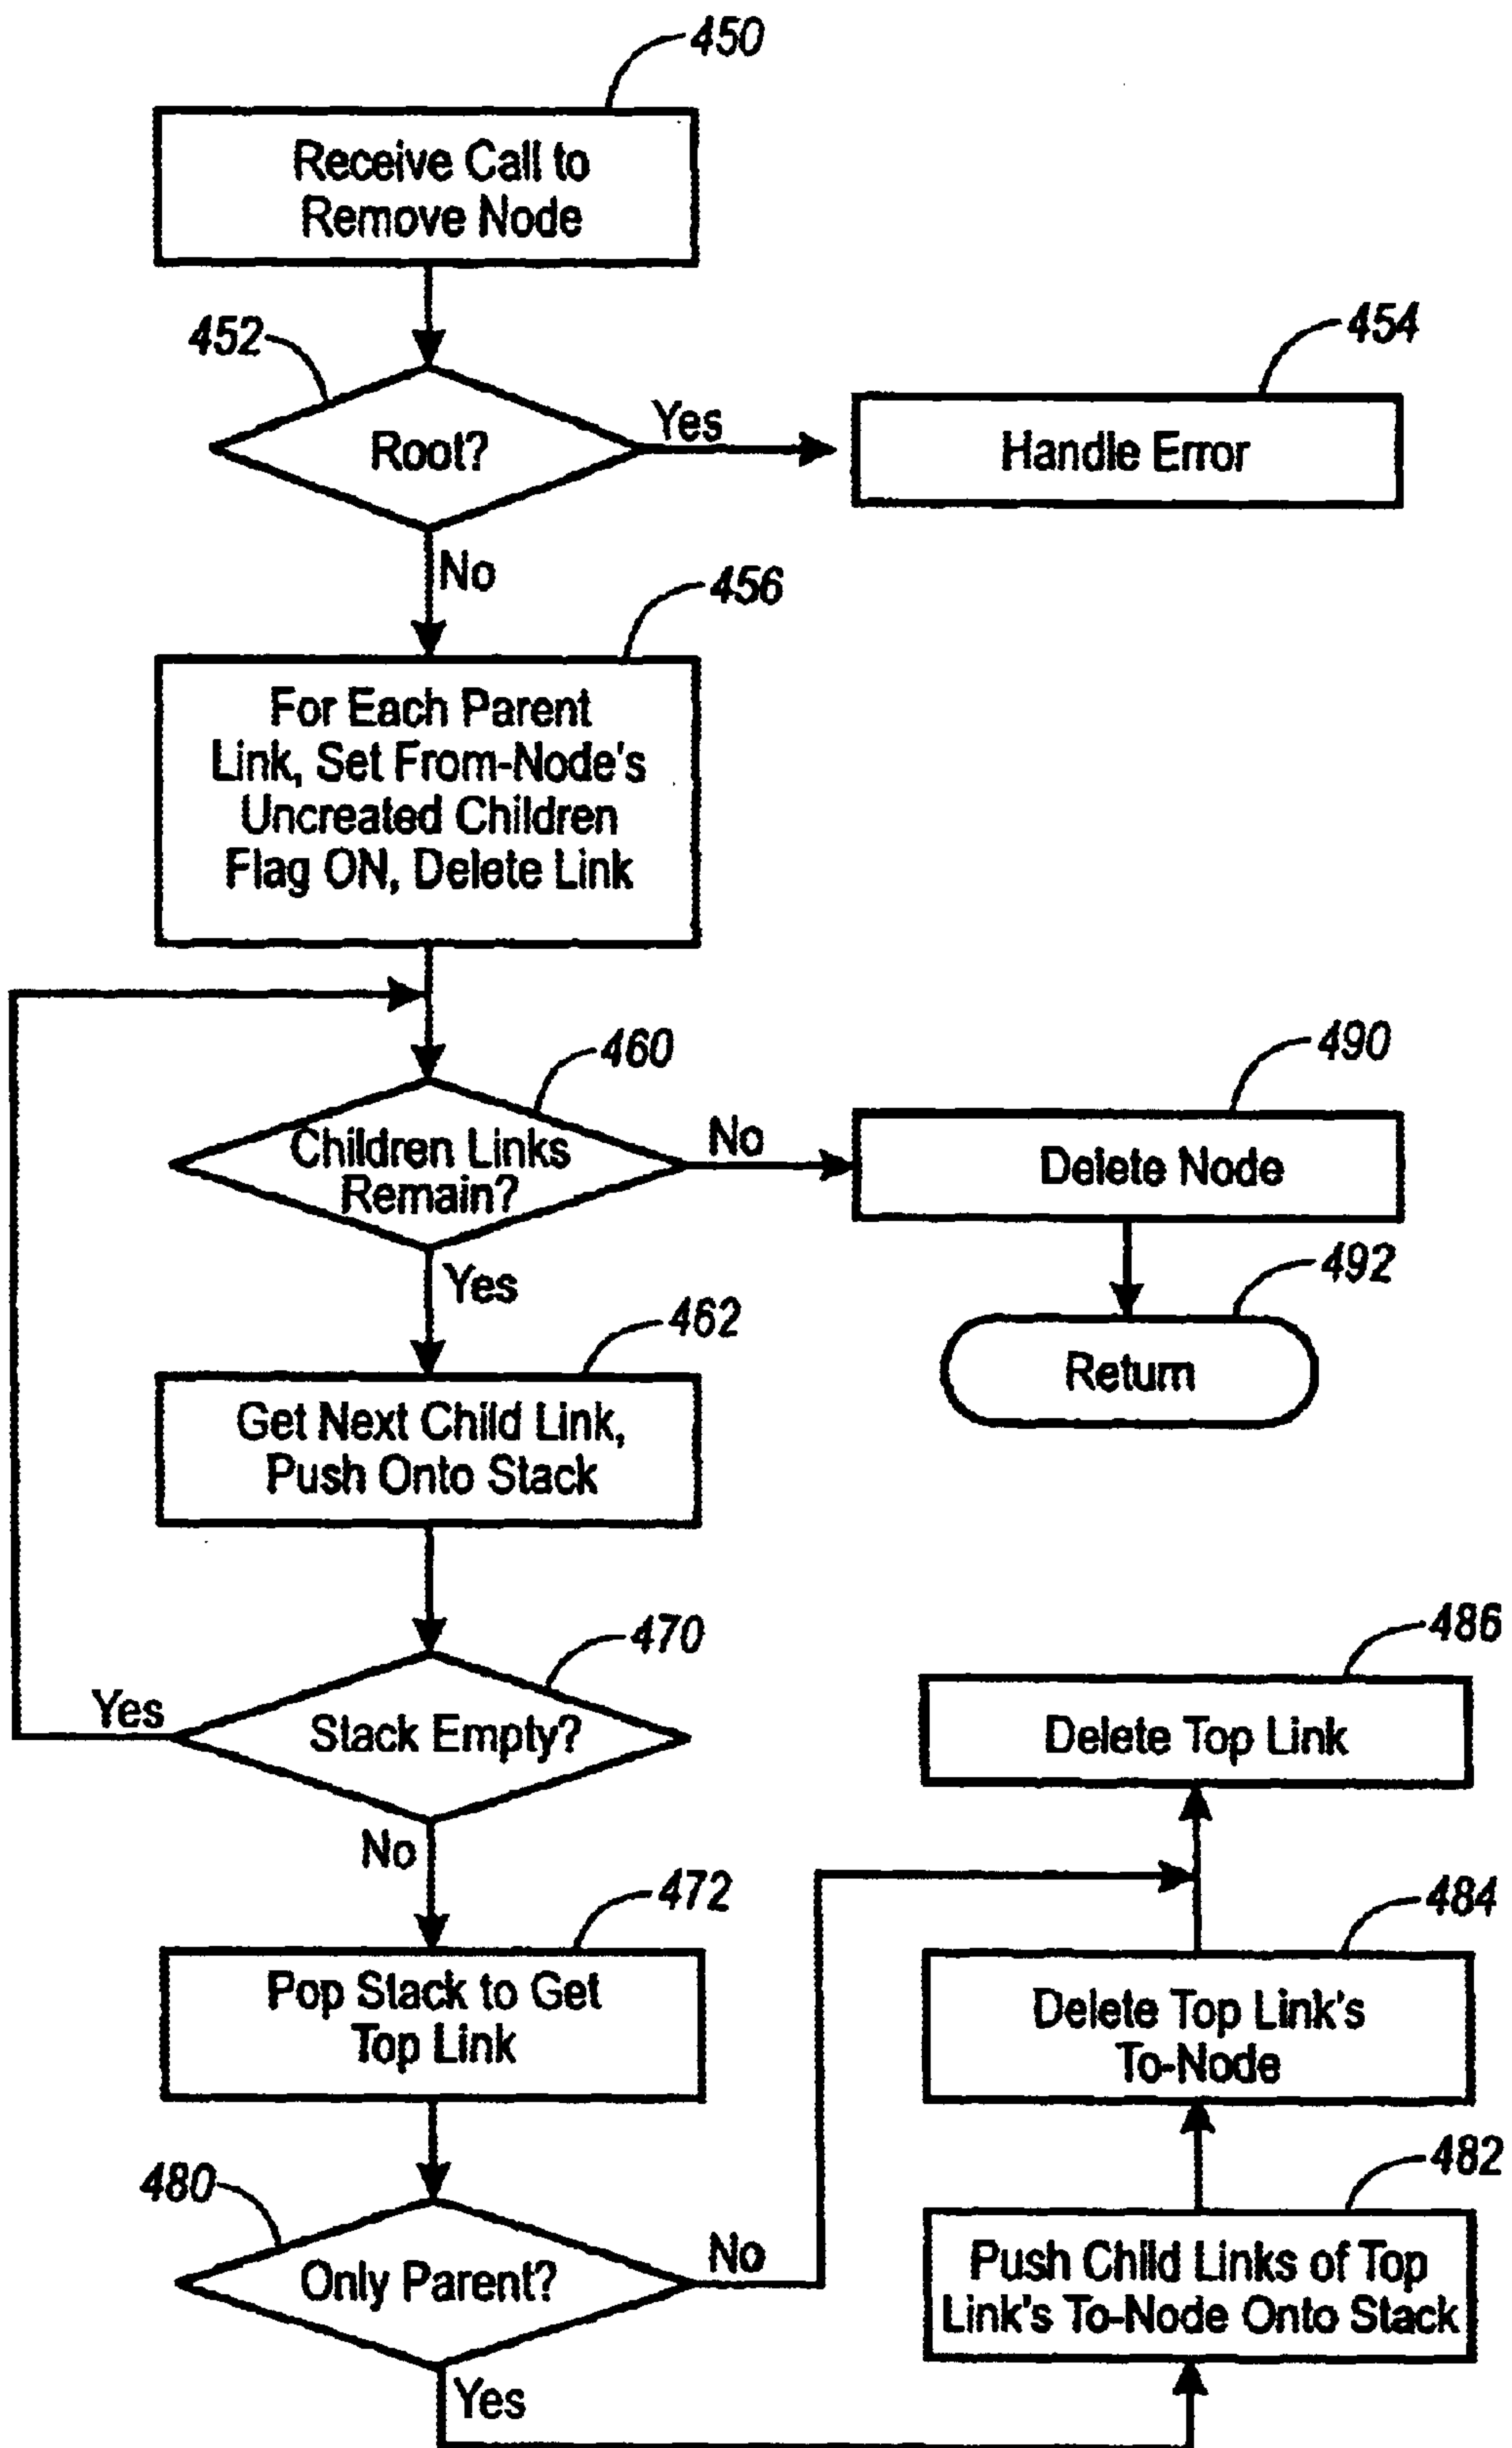 450
Receive Call to
Remove Node
452
Root?
Yes
454
Handle Error
No
456
For Each Parent
Link, Set From-Node's
Uncreated Children
Flag ON, Delete Link
460
Children Links
Remain?
No
490
Delete Node
492
Return
Yes
462
Get Next Child Link,
Push Onto Stack
470
Stack Empty?
Yes
No
472
Pop Stack to Get
Top Link
480
Only Parent?
No
Yes
486
Delete Top Link
484
Delete Top Link's
To-Node
482
Push Child Links of Top
Link's To-Node Onto Stack